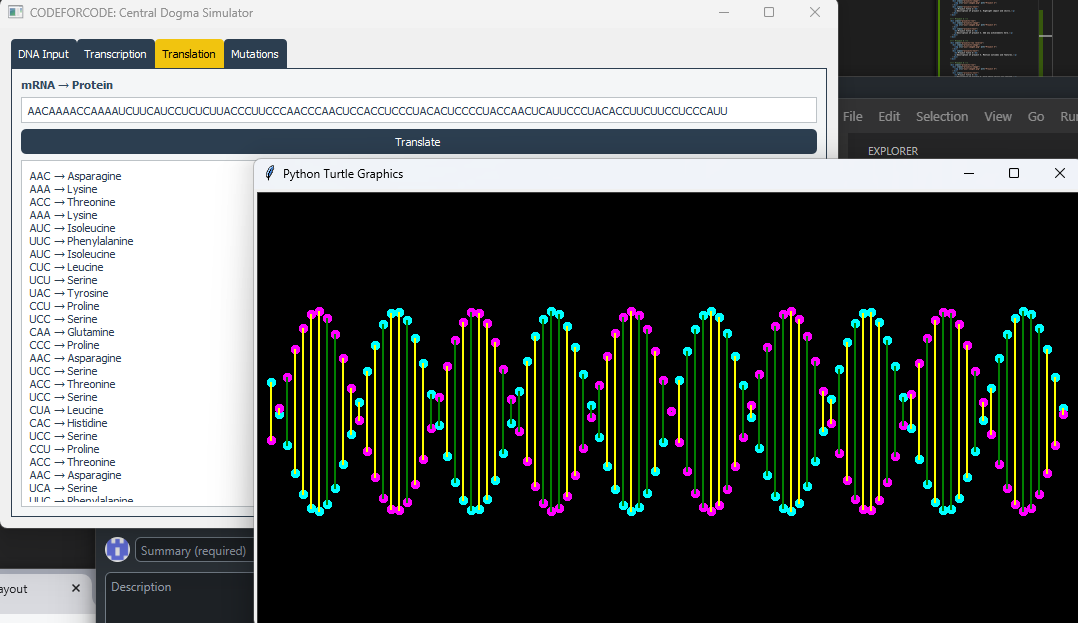 CODEFORCODE: Central Dogma Simulator
DNA Input
Transcription
Translation
Mutations
mRNA → Protein
AACAAAACCAAAAUCUUCAUCCUCUCUUACCCUUCCCAACCCAACUCCACCUCCCUACACUCCCCUACCAACUCAUUCCCUACACCUUCUUCCUCCCAUU
Translate
AAC → Asparagine
AAA → Lysine
ACC → Threonine
AAA → Lysine
AUC → Isoleucine
UUC → Phenylalanine
AUC → Isoleucine
CUC → Leucine
UCU → Serine
UAC → Tyrosine
CCU → Proline
UCC → Serine
CAA → Glutamine
CCC → Proline
AAC → Asparagine
UCC → Serine
ACC → Threonine
UCC → Serine
CUA → Leucine
CAC → Histidine
UCC → Serine
CCU → Proline
ACC → Threonine
AAC → Asparagine
UCA → Serine
UUC → Phenylalanine
Python Turtle Graphics
File Edit Selection View Go Run
EXPLORER
Summary (required)
Description
ayout